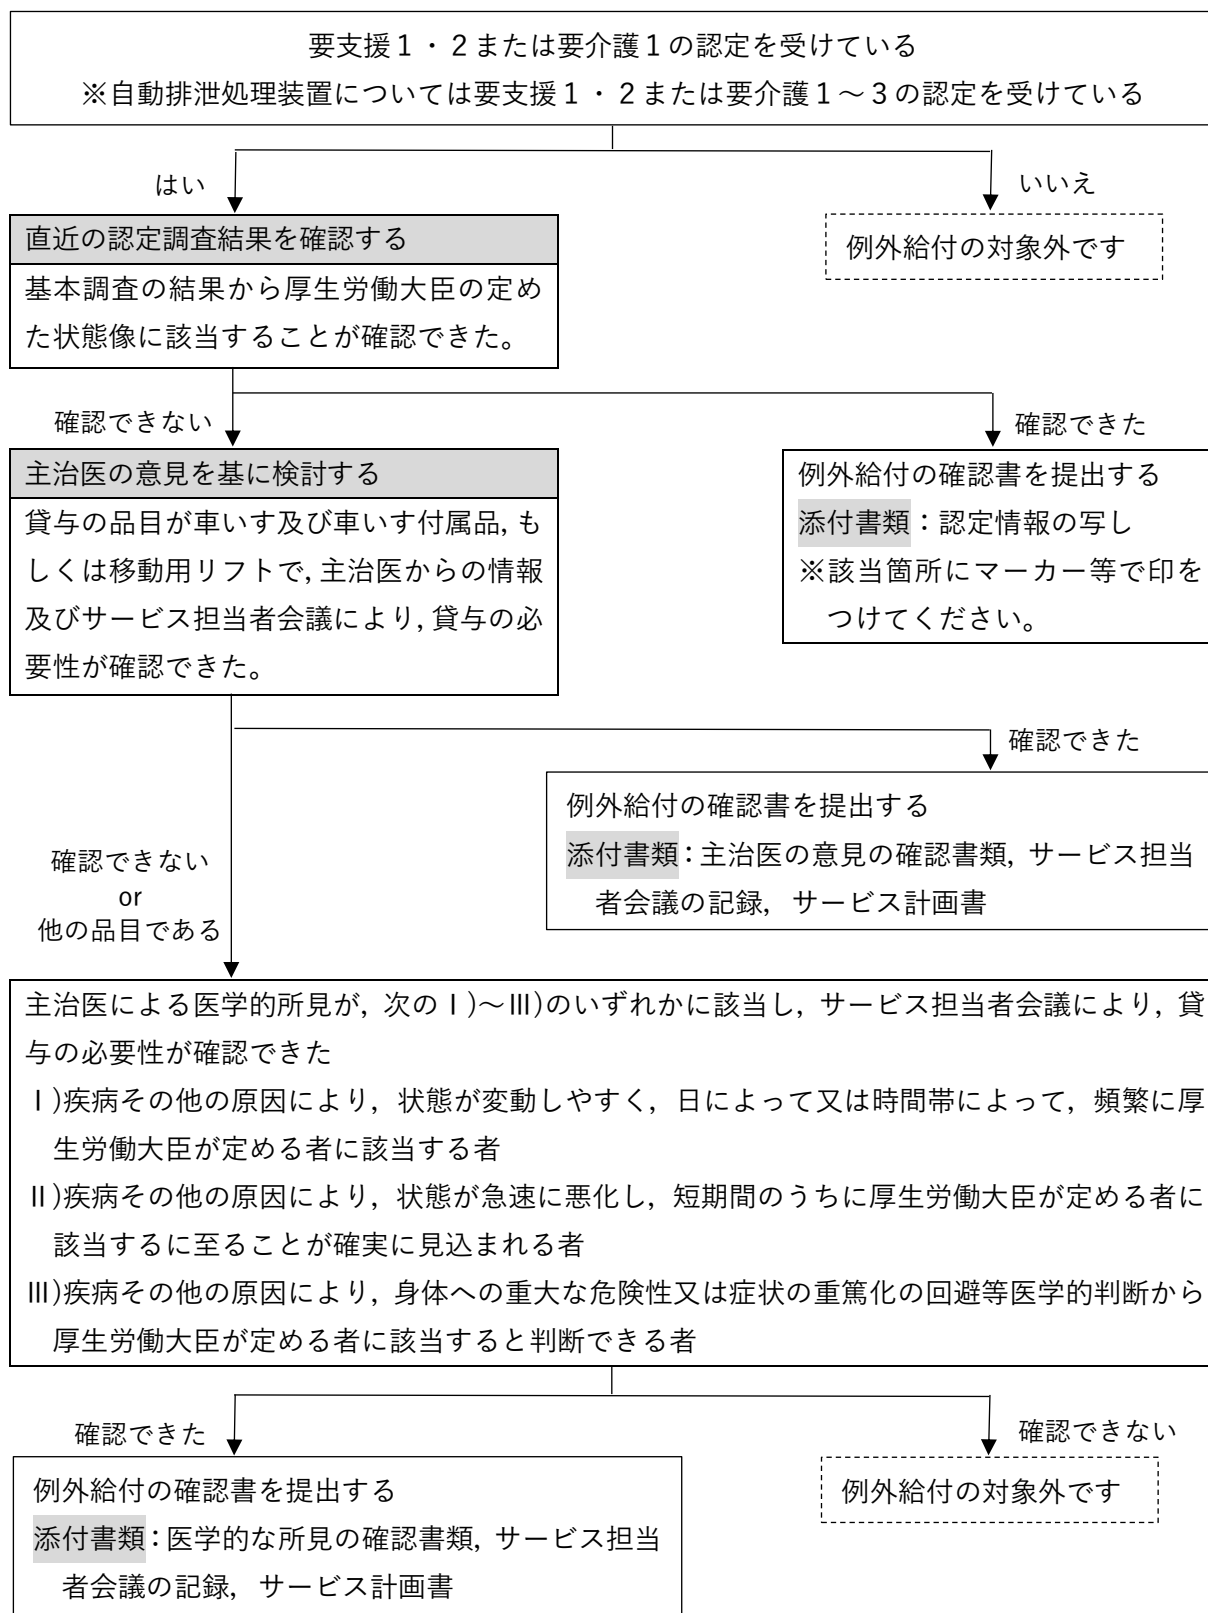 要支援１・２または要介護１の認定を受けている
※自動排泄処理装置については要支援１・２または要介護１～３の認定を受けている
はい
いいえ
直近の認定調査結果を確認する
基本調査の結果から厚生労働大臣の定め
た状態像に該当することが確認できた。
例外給付の対象外です
確認できない
確認できた
主治医の意見を基に検討する
貸与の品目が車いす及び車いす付属品,も
しくは移動用リフトで,主治医からの情報
及びサービス担当者会議により,貸与の必
要性が確認できた。
例外給付の確認書を提出する
添付書類：認定情報の写し
※該当箇所にマーカー等で印を
つけてください。
確認できた
例外給付の確認書を提出する
添付書類：主治医の意見の確認書類,サービス担当
者会議の記録，サービス計画書
確認できない
or
他の品目である
主治医による医学的所見が，次のⅠ)～Ⅲ)のいずれかに該当し，サービス担当者会議により，貸
与の必要性が確認できた
Ⅰ)疾病その他の原因により，状態が変動しやすく，日によって又は時間帯によって，頻繁に厚
生労働大臣が定める者に該当する者
Ⅱ)疾病その他の原因により，状態が急速に悪化し，短期間のうちに厚生労働大臣が定める者に
該当するに至ることが確実に見込まれる者
Ⅲ)疾病その他の原因により，身体への重大な危険性又は症状の重篤化の回避等医学的判断から
厚生労働大臣が定める者に該当すると判断できる者
確認できた
確認できない
例外給付の確認書を提出する
添付書類：医学的な所見の確認書類,サービス担当
者会議の記録，サービス計画書
例外給付の対象外です